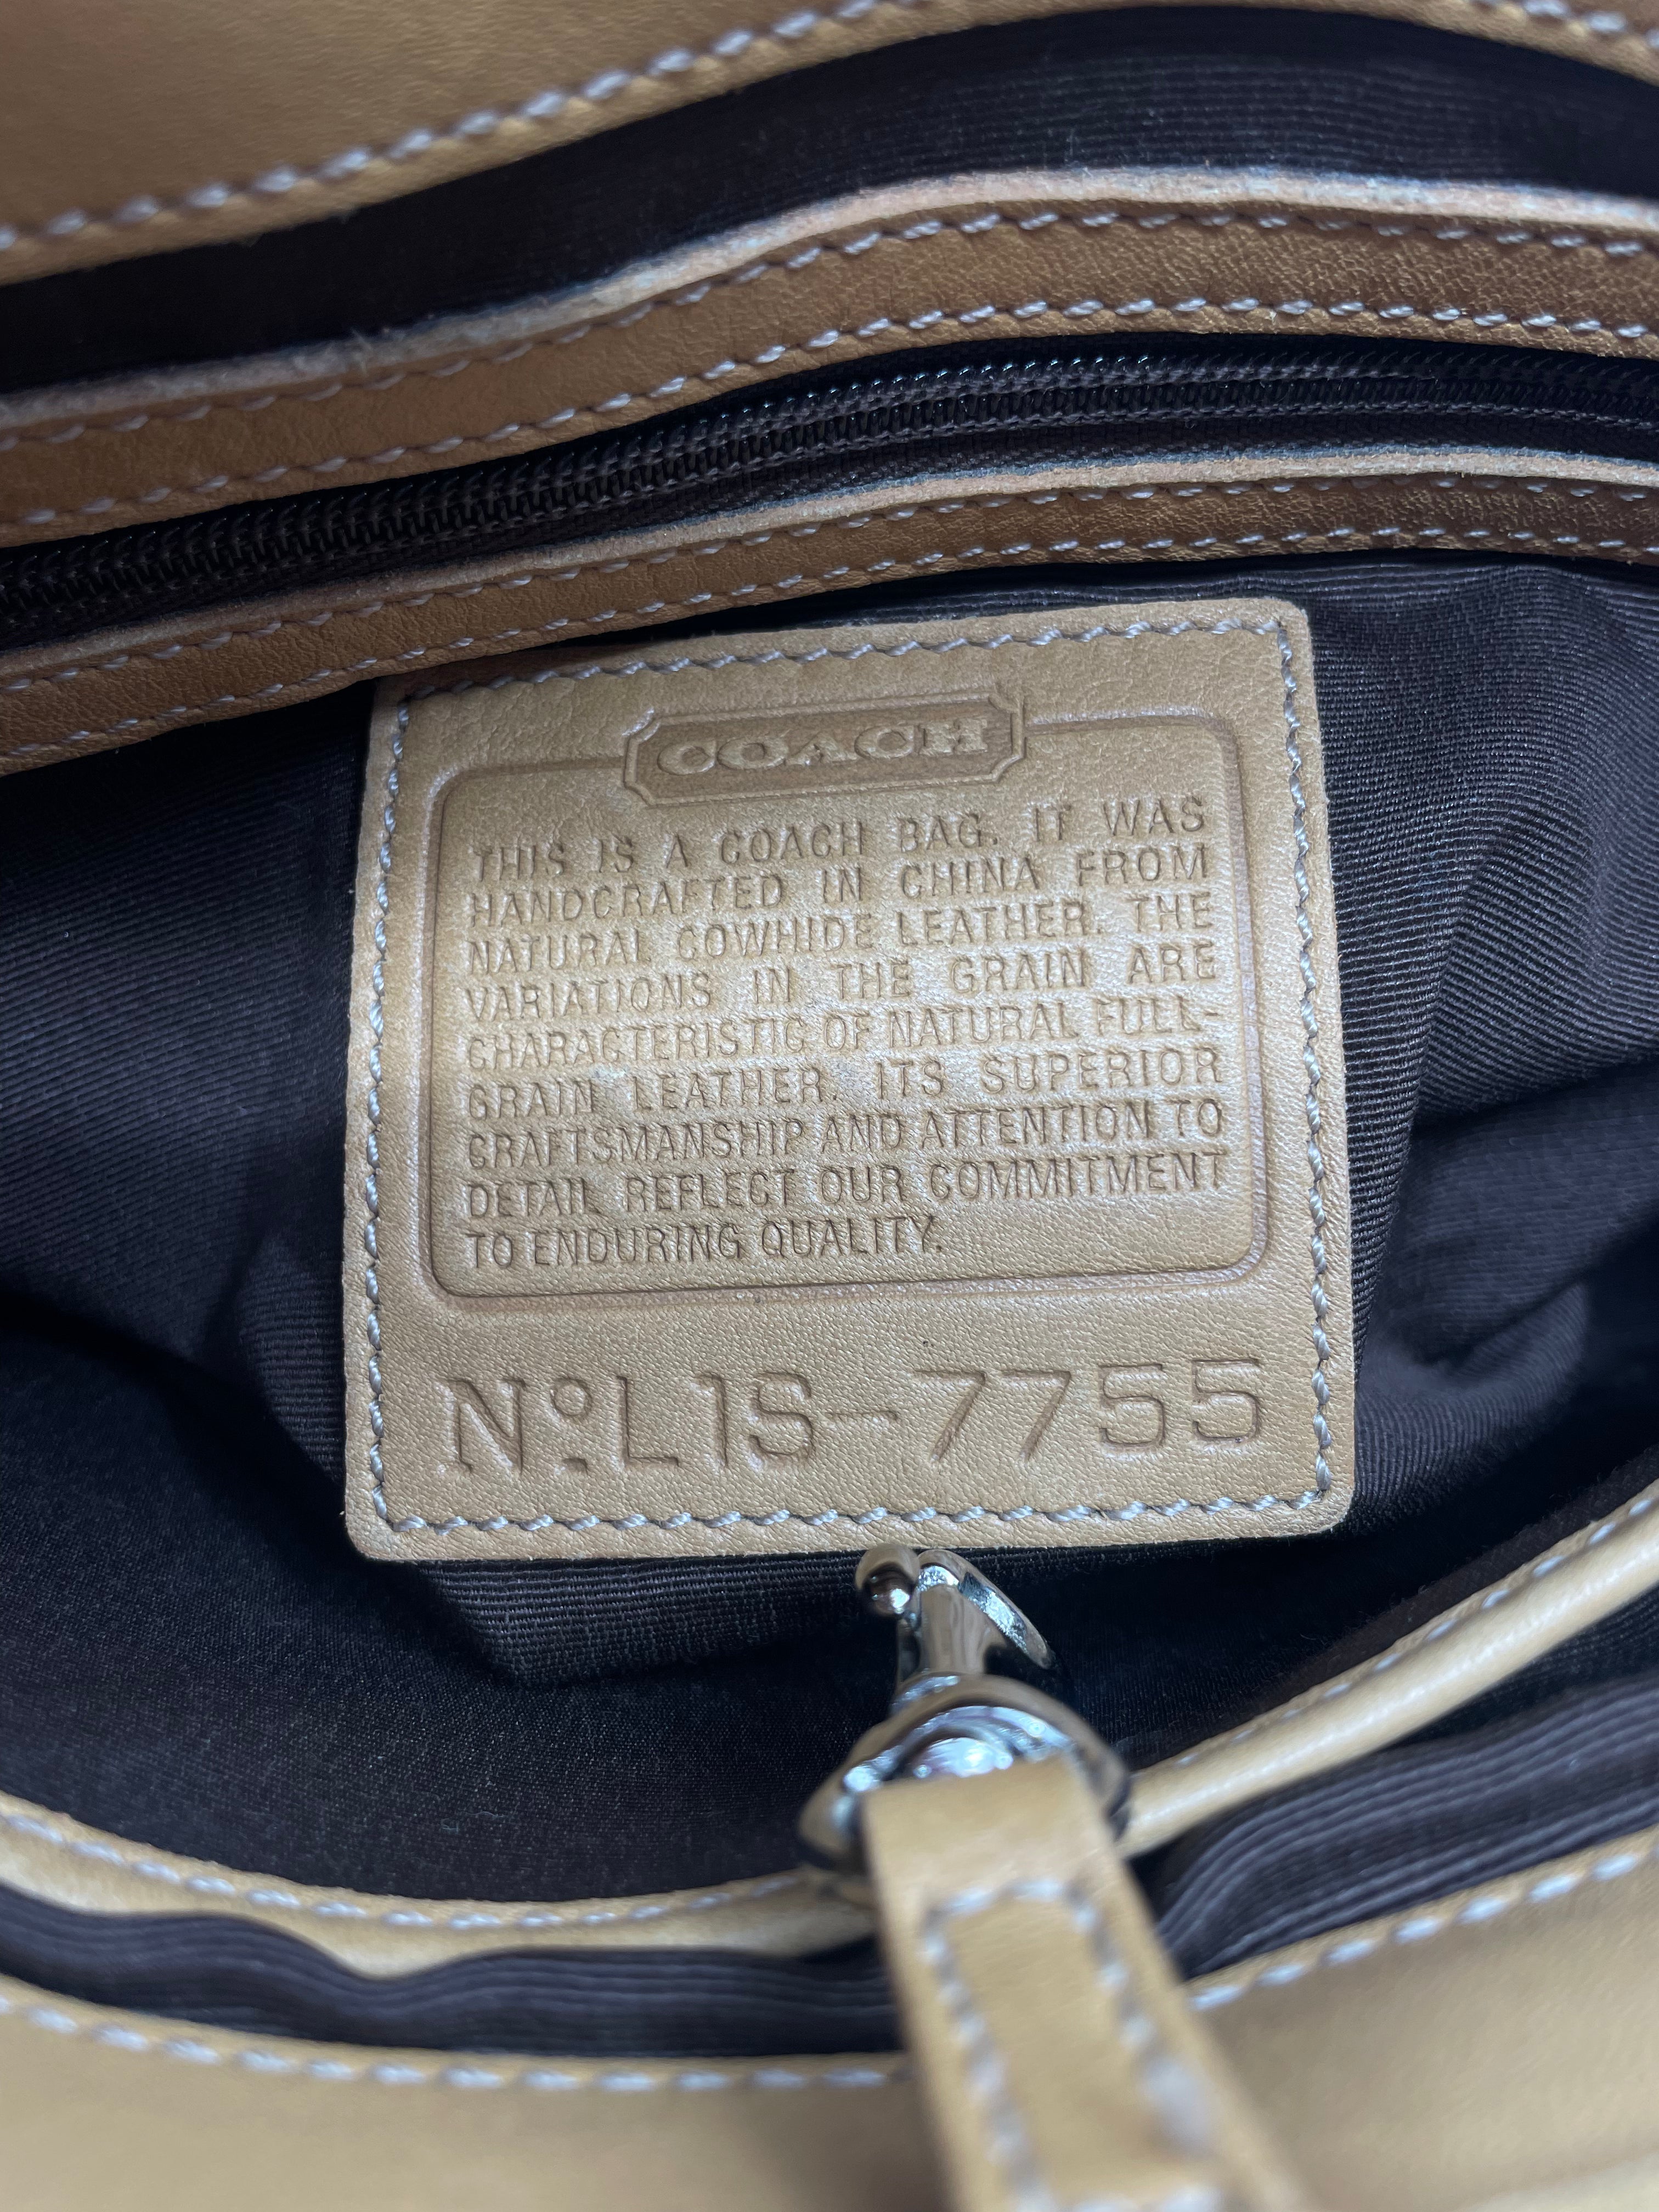 COACH
THIS IS A COACH BAG. IT WAS
HANDCRAFTED IN CHINA FROM
NATURAL COWHIDE LEATHER. THE
VARIATIONS IN THE GRAIN ARE
CHARACTERISTIC OF NATURAL FULL-
GRAIN LEATHER. ITS SUPERIOR
CRAFTSMANSHIP AND ATTENTION TO
DETAIL REFLECT OUR COMMITMENT
TO ENDURING QUALITY.
Nº L1S-7755